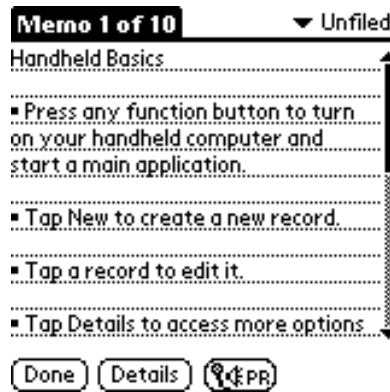 Memo 1 of 10
Unfiled
Handheld Basics
▪ Press any function button to turn
on your handheld computer and
start a main application.
▪ Tap New to create a new record.
▪ Tap a record to edit it.
▪ Tap Details to access more options
Done Details PR